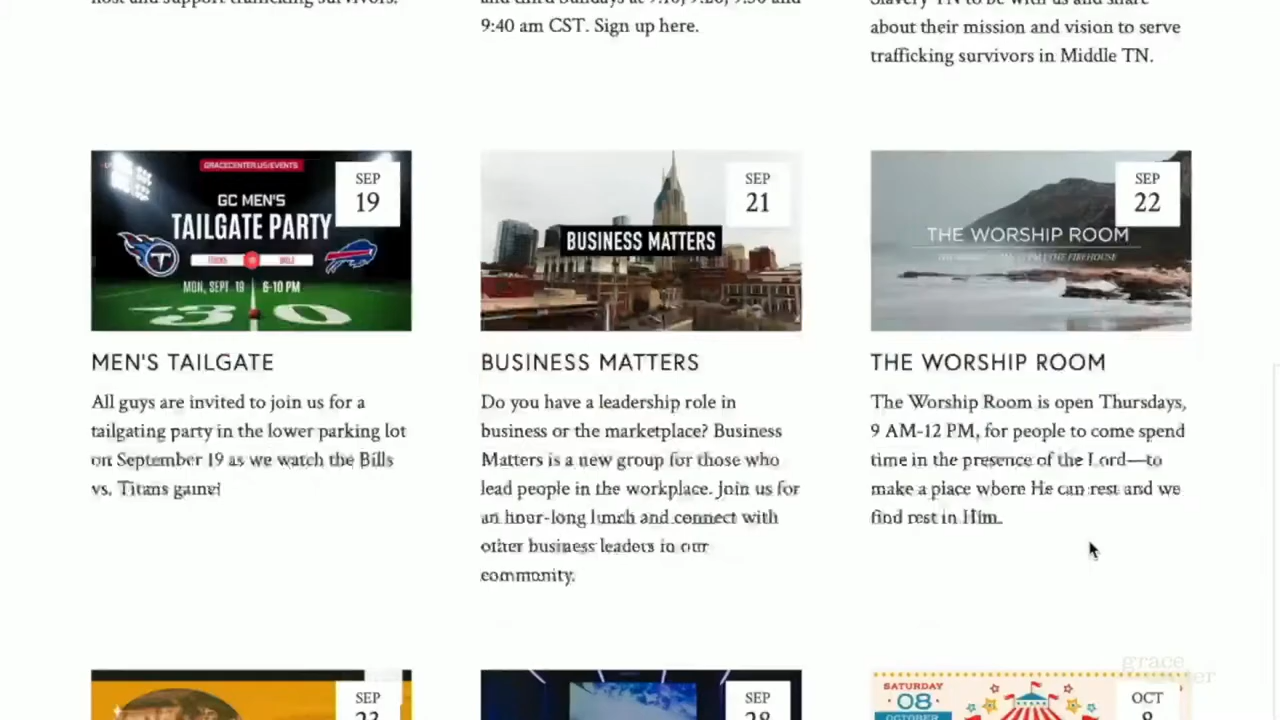 host and support trafficking survivors.
and third Sundays at 9:10, 9:20, 9:30 and
9:40 am CST. Sign up here.
Slavery TN to be with us and share
about their mission and vision to serve
trafficking survivors in Middle TN.
GRACECENTER.US/EVENTS
SEP
19
GC MEN'S
TAILGATE PARTY
MON, SEPT 19 6-10 PM
30
MEN'S TAILGATE
All guys are invited to join us for a
tailgating party in the lower parking lot
on September 19 as we watch the Bills
vs. Titans game!
SEP
21
BUSINESS MATTERS
BUSINESS MATTERS
Do you have a leadership role in
business or the marketplace? Business
Matters is a new group for those who
lead people in the workplace. Join us for
an hour-long lunch and connect with
other business leaders in our
community.
SEP
22
THE WORSHIP ROOM
THE FIREHOUSE
THE WORSHIP ROOM
The Worship Room is open Thursdays,
9 AM-12 PM, for people to come spend
time in the presence of the Lord—to
make a place where He can rest and we
find rest in Him.
SEP
23
SEP
28
SATURDAY
08
OCTOBER
OCT
8
grace
center